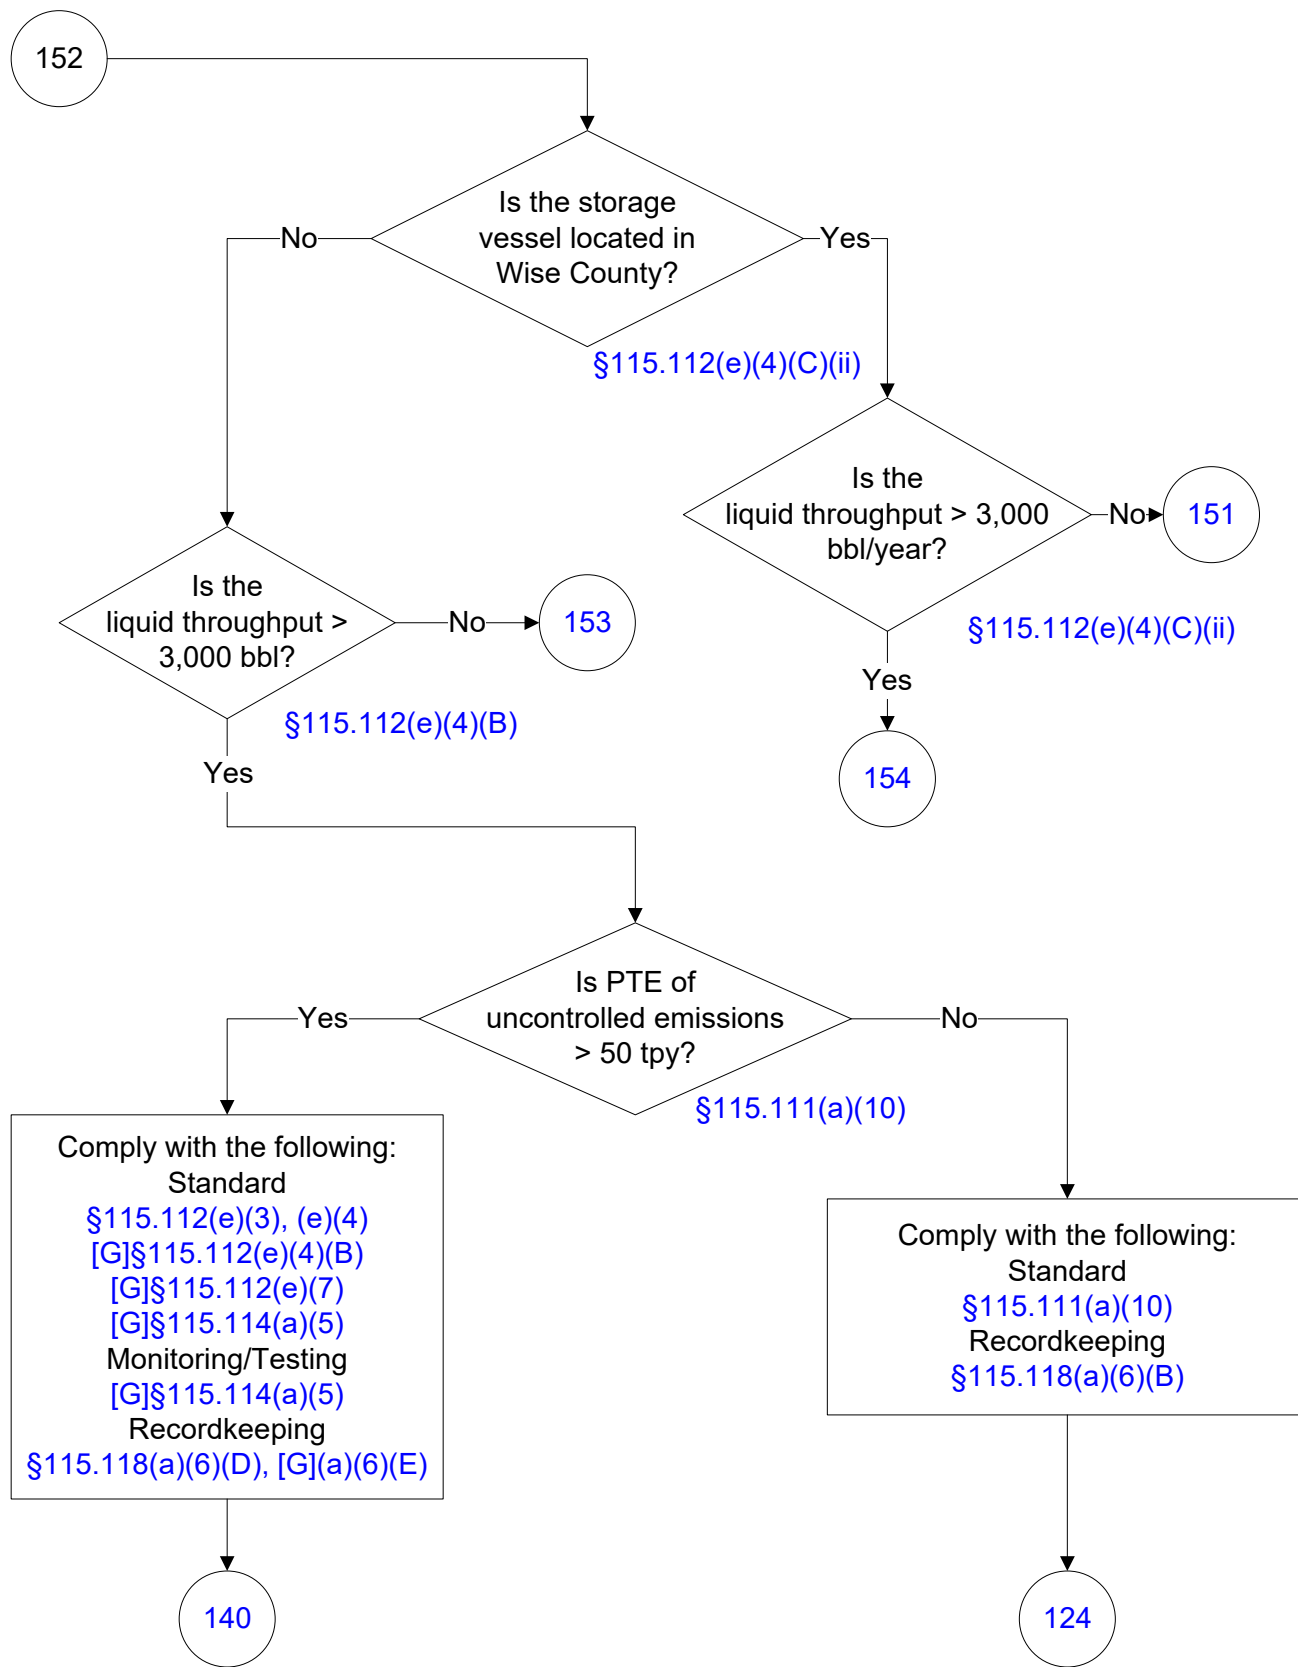 152
Is the storage
vessel located in
Wise County?
No
Yes
§115.112(e)(4)(C)(ii)
Is the
liquid throughput > 3,000
bbl/year?
No
151
§115.112(e)(4)(C)(ii)
Yes
154
Is the
liquid throughput >
3,000 bbl?
No
153
§115.112(e)(4)(B)
Yes
Is PTE of
uncontrolled emissions
> 50 tpy?
Yes
No
§115.111(a)(10)
Comply with the following:
Standard
§115.112(e)(3), (e)(4)
[G]§115.112(e)(4)(B)
[G]§115.112(e)(7)
[G]§115.114(a)(5)
Monitoring/Testing
[G]§115.114(a)(5)
Recordkeeping
§115.118(a)(6)(D), [G](a)(6)(E)
Comply with the following:
Standard
§115.111(a)(10)
Recordkeeping
§115.118(a)(6)(B)
140
124